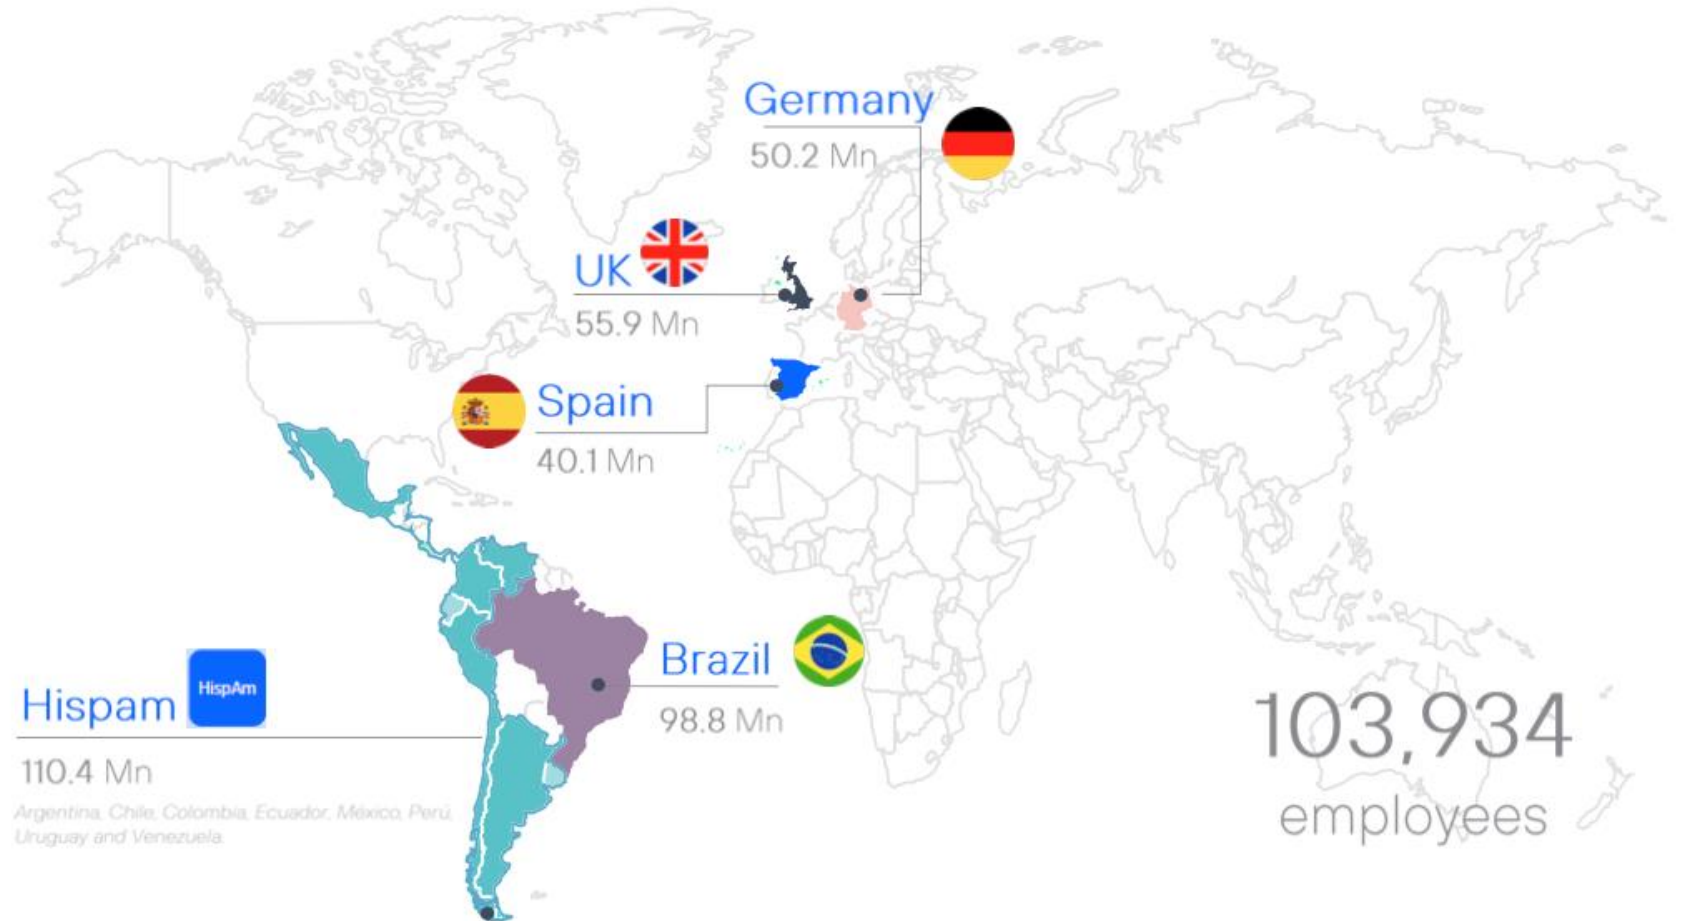 Germany
50.2 Mn
UK
55.9 Mn
Spain
40.1 Mn
Brazil
98.8 Mn
Hispam
HispAm
110.4 Mn
Argentina, Chile, Colombia, Ecuador, México, Perú,
Uruguay and Venezuela.
103,934
employees